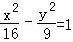 x²/16 − y²/9 = 1